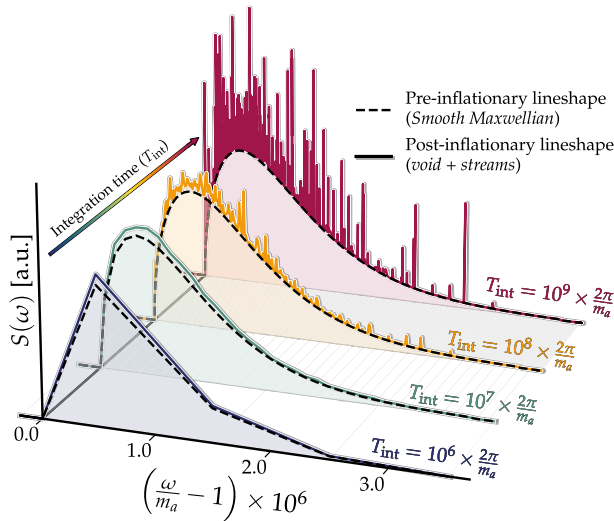 Pre-inflationary lineshape
(Smooth Maxwellian)
Post-inflationary lineshape
(void + streams)
Integration time (T_int)
S(ω) [a.u.]
T_int = 10^9 × 2π/m_a
T_int = 10^8 × 2π/m_a
T_int = 10^7 × 2π/m_a
T_int = 10^6 × 2π/m_a
0.0
1.0
2.0
3.0
(ω/m_a − 1) × 10^6